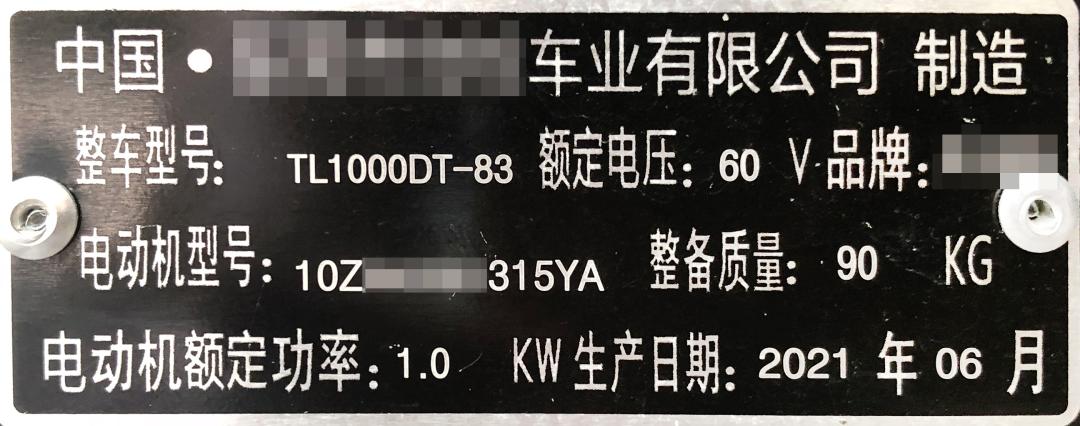 中国·车业有限公司 制造
整车型号: TL1000DT-83 额定电压: 60 V 品牌:
电动机型号: 10Z315YA 整备质量: 90 KG
电动机额定功率: 1.0 KW 生产日期: 2021 年 06 月